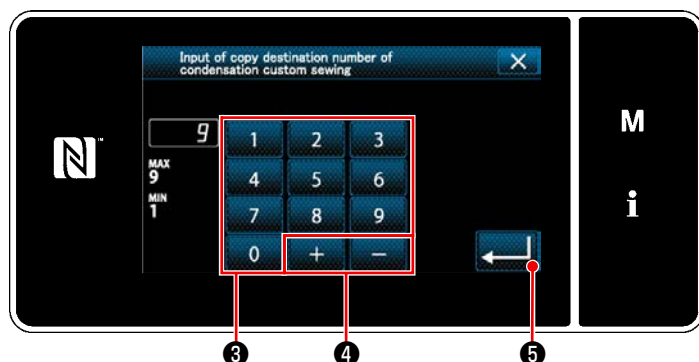 Input of copy destination number of
condensation custom sewing
9
MAX
9
MIN
1
1 2 3
4 5 6
7 8 9
0 + −
M
i
N
❸ ❹ ❺